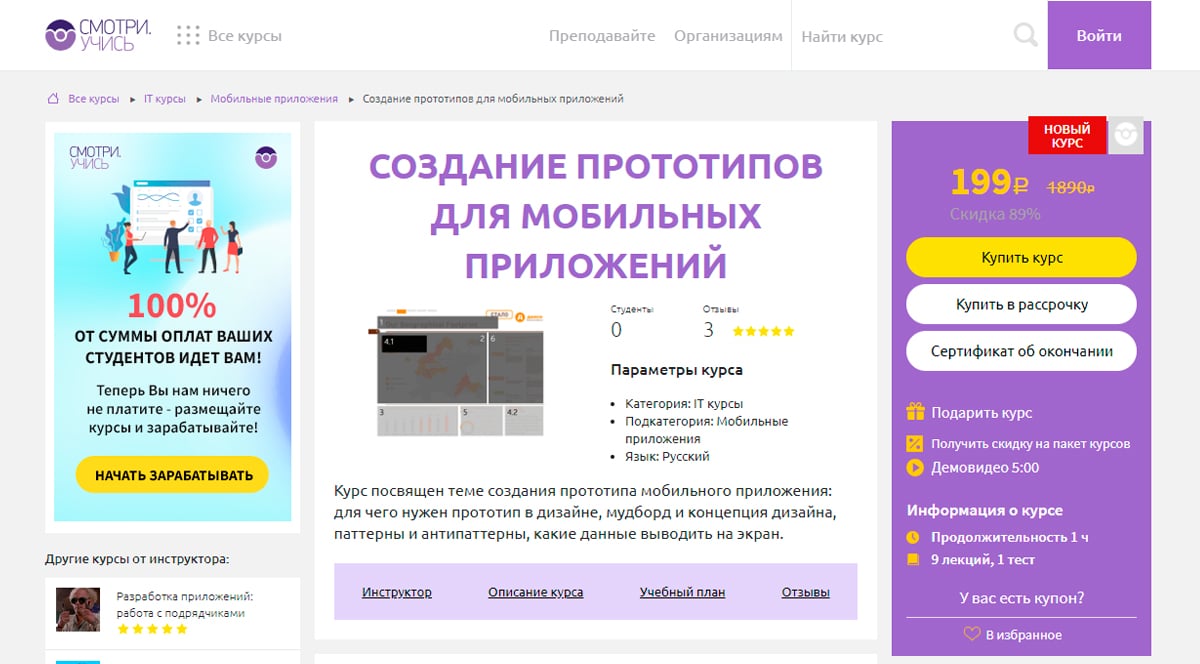 СМОТРИ.
УЧИСЬ
Все курсы
Преподавайте
Организациям
Найти курс
Войти
Все курсы ▸ IT курсы ▸ Мобильные приложения ▸ Создание прототипов для мобильных приложений
СМОТРИ.
УЧИСЬ
100%
ОТ СУММЫ ОПЛАТ ВАШИХ
СТУДЕНТОВ ИДЕТ ВАМ!
Теперь Вы нам ничего
не платите - размещайте
курсы и зарабатывайте!
НАЧАТЬ ЗАРАБАТЫВАТЬ
Другие курсы от инструктора:
Разработка приложений:
работа с подрядчиками
СОЗДАНИЕ ПРОТОТИПОВ
ДЛЯ МОБИЛЬНЫХ
ПРИЛОЖЕНИЙ
СТАЛО
1
Our Geographical Footprint
4.1
2
6
3
5
4.2
Студенты
0
Отзывы
3
Параметры курса
Категория: IT курсы
Подкатегория: Мобильные
приложения
Язык: Русский
Курс посвящен теме создания прототипа мобильного приложения:
для чего нужен прототип в дизайне, мудборд и концепция дизайна,
паттерны и антипаттерны, какие данные выводить на экран.
Инструктор
Описание курса
Учебный план
Отзывы
НОВЫЙ
КУРС
199₽ 1890₽
Скидка 89%
Купить курс
Купить в рассрочку
Сертификат об окончании
Подарить курс
Получить скидку на пакет курсов
Демовидео 5:00
Информация о курсе
Продолжительность 1 ч
9 лекций, 1 тест
У вас есть купон?
В избранное